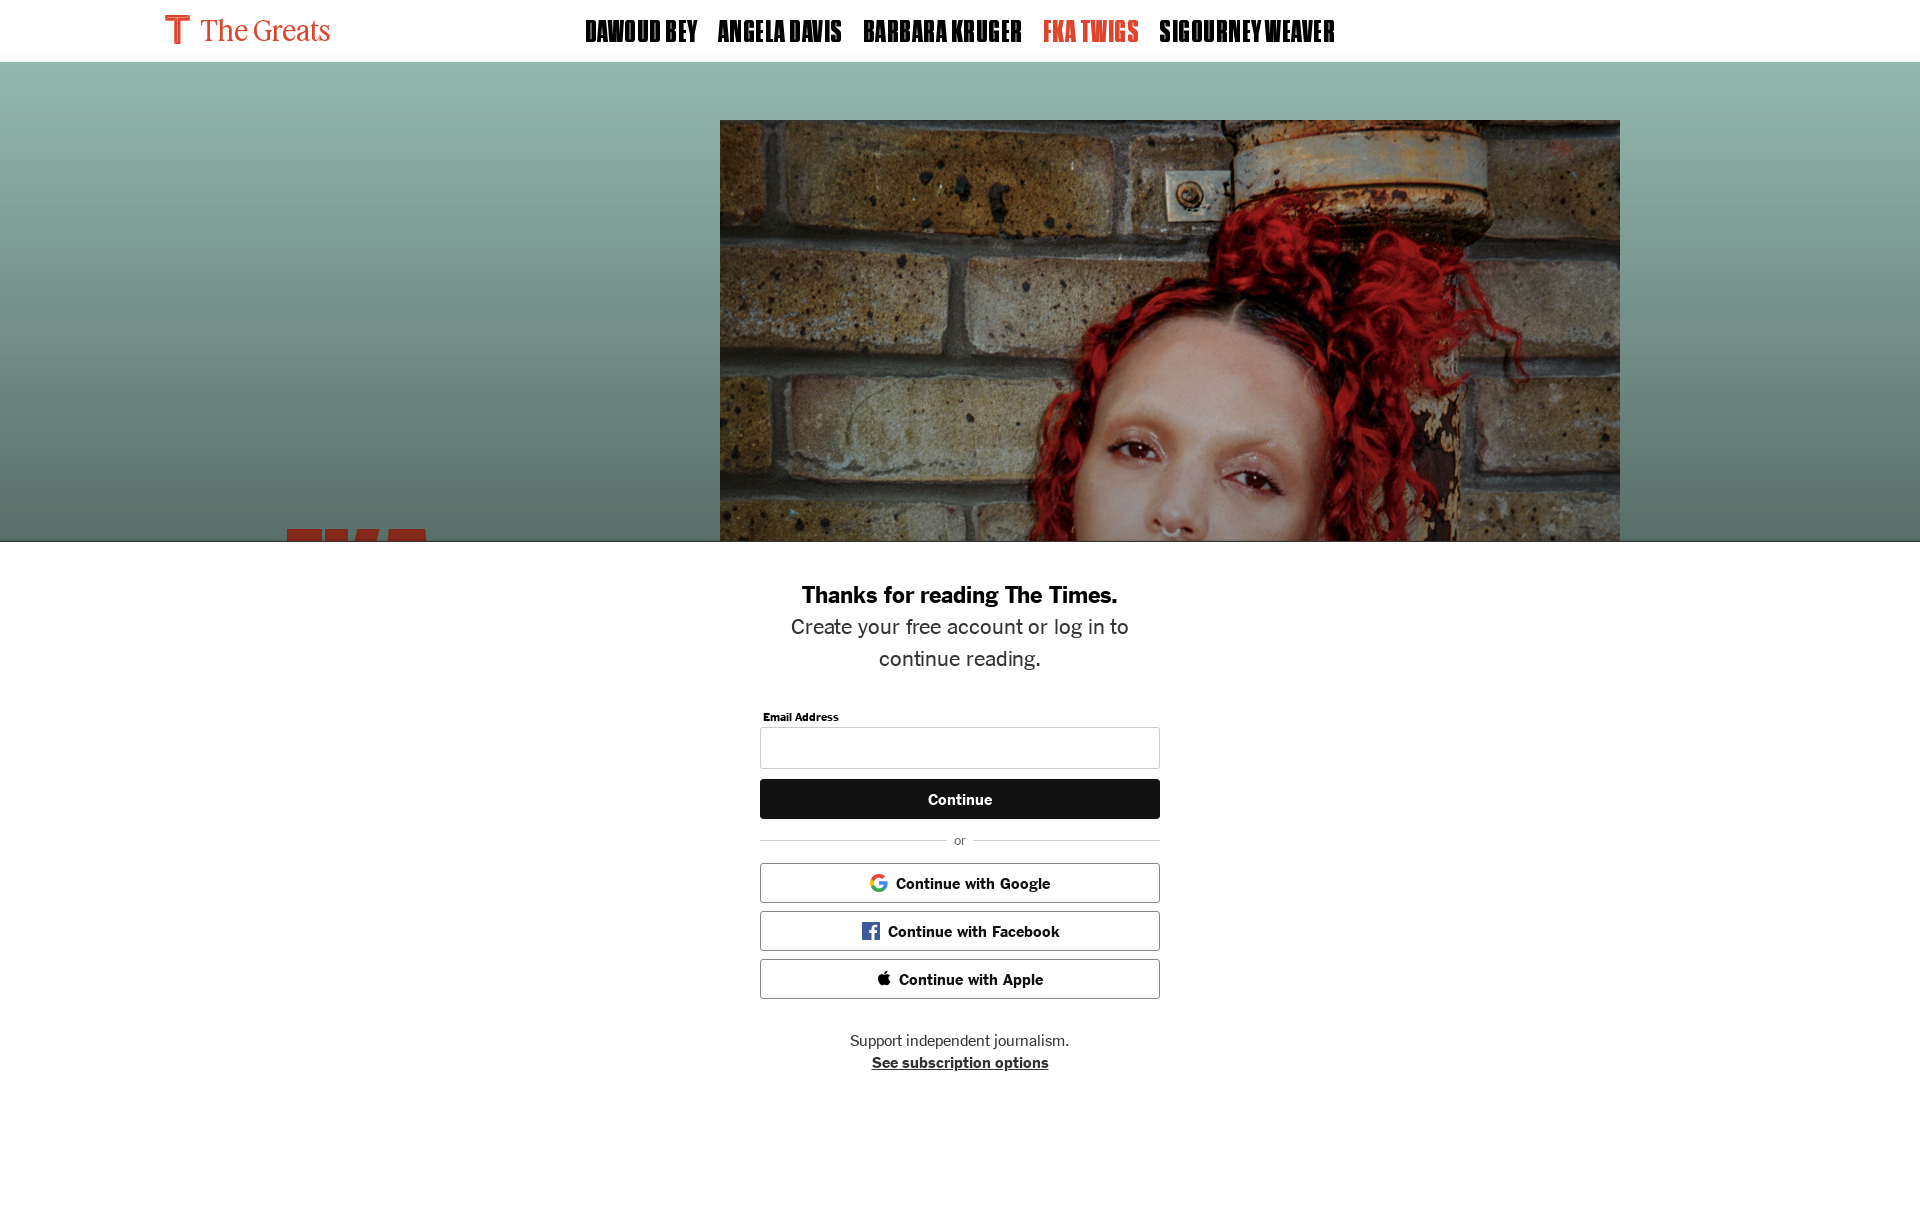 The Greats
DAWOUD BEY ANGELA DAVIS BARBARA KRUGER FKA TWIGS SIGOURNEY WEAVER
Thanks for reading The Times.
Create your free account or log in to
continue reading.
Email Address
Continue
or
Continue with Google
Continue with Facebook
Continue with Apple
Support independent journalism.
See subscription options